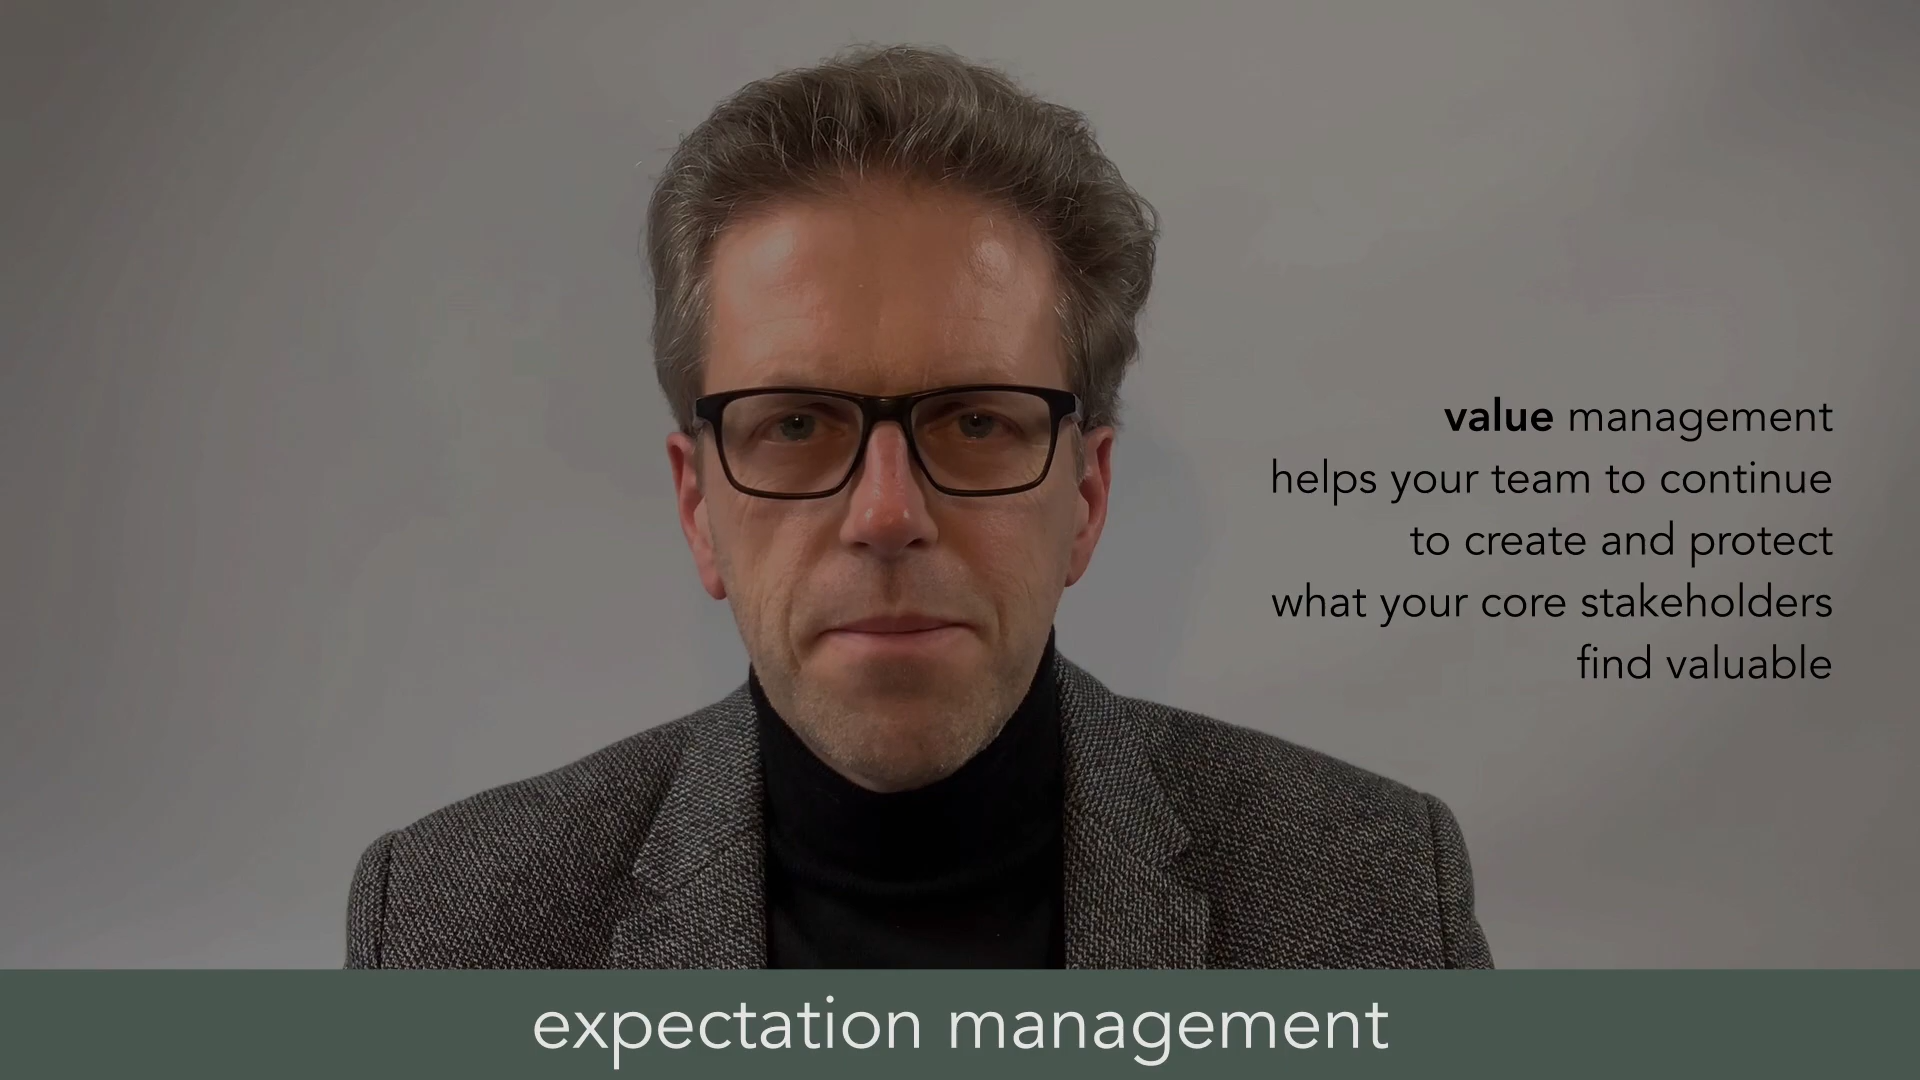 value management
helps your team to continue
to create and protect
what your core stakeholders
find valuable
expectation management